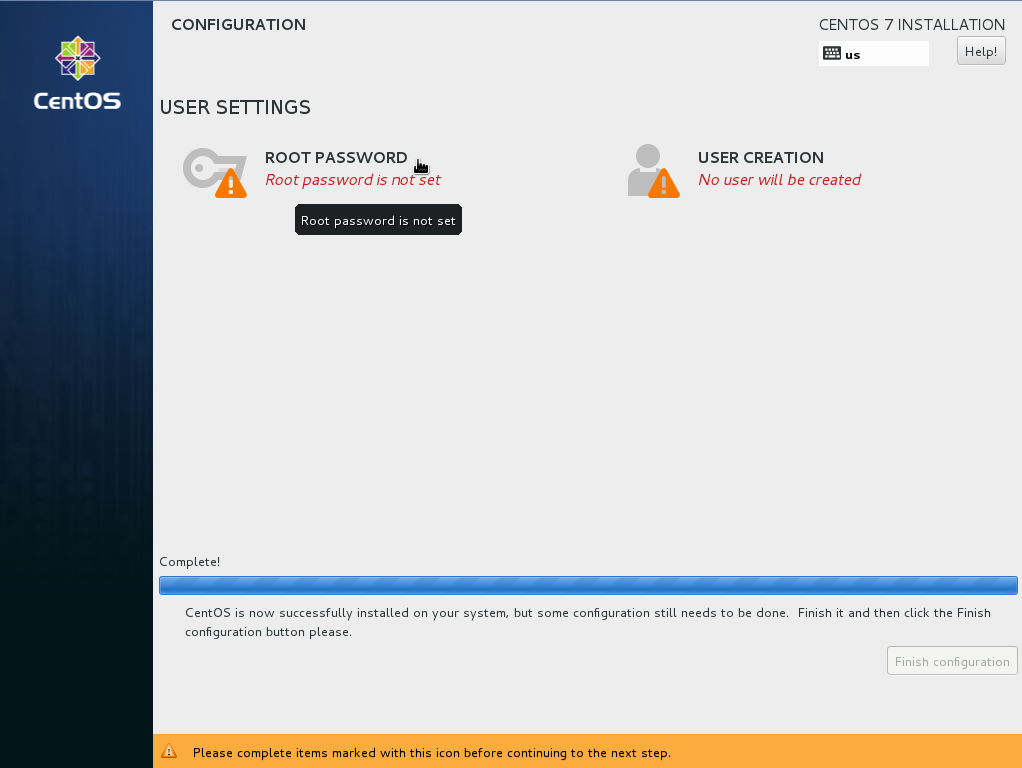 CentOS
CONFIGURATION
CENTOS 7 INSTALLATION
us
Help!
USER SETTINGS
ROOT PASSWORD
Root password is not set
Root password is not set
USER CREATION
No user will be created
Complete!
CentOS is now successfully installed on your system, but some configuration still needs to be done.  Finish it and then click the Finish
configuration button please.
Finish configuration
Please complete items marked with this icon before continuing to the next step.